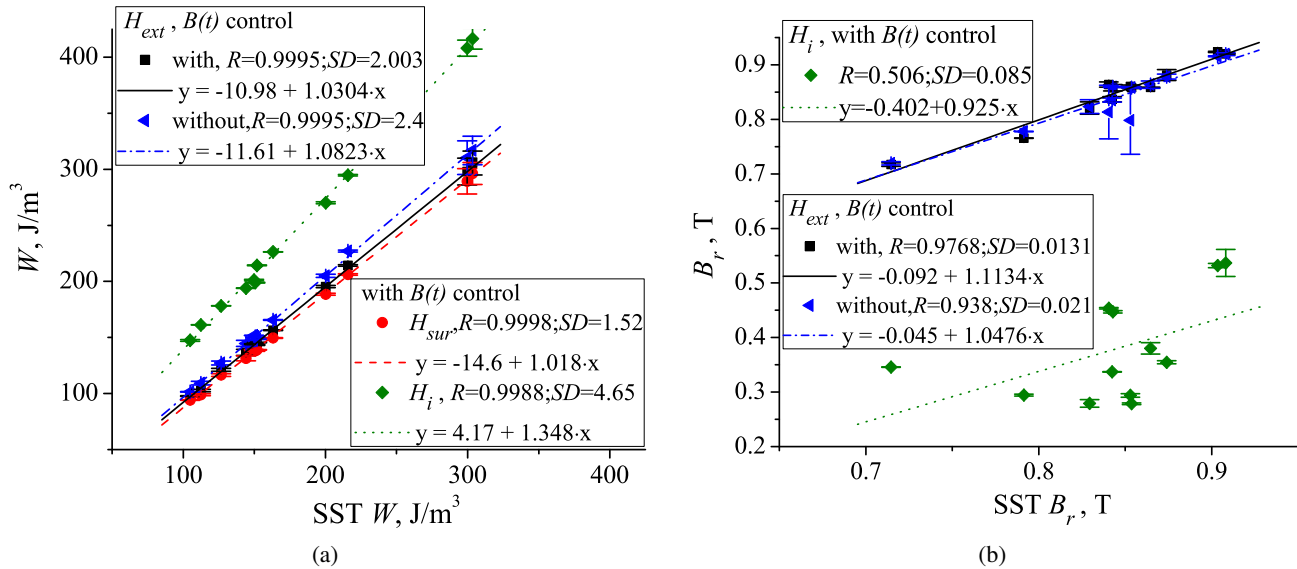 H_ext , B(t) control
with, R=0.9995;SD=2.003
y = -10.98 + 1.0304·x
without,R=0.9995;SD=2.4
y = -11.61 + 1.0823·x
with B(t) control
H_sur,R=0.9998;SD=1.52
y = -14.6 + 1.018·x
H_i , R=0.9988;SD=4.65
y = 4.17 + 1.348·x
400
300
200
100
W, J/m³
100
200
300
400
SST W, J/m³
(a)
H_i , with B(t) control
R=0.506;SD=0.085
y=-0.402+0.925·x
H_ext, B(t) control
with, R=0.9768;SD=0.0131
y = -0.092 + 1.1134·x
without,R=0.938;SD=0.021
y = -0.045 + 1.0476·x
0.9
0.8
0.7
0.6
0.5
0.4
0.3
0.2
B_r , T
0.7
0.8
0.9
SST B_r , T
(b)